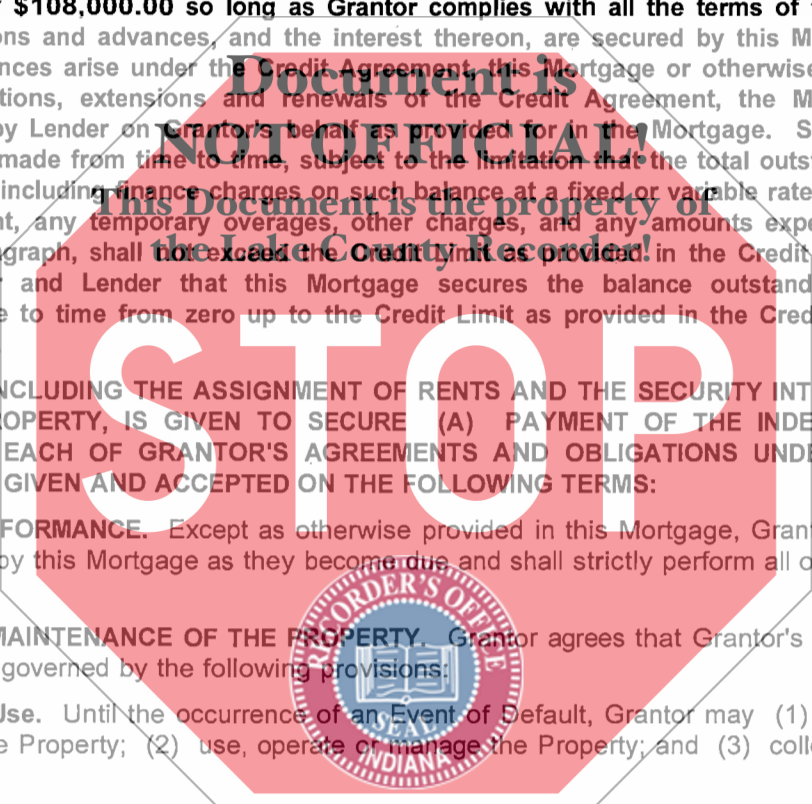 $108,000.00 so long as Grantor complies with all the terms of
ns and advances, and the interest thereon, are secured by this M
nces arise under the Credit Agreement, this Mortgage or otherwise
tions, extensions and renewals of the Credit Agreement, the M
by Lender on Grantor's behalf as provided for in the Mortgage. S
made from time to time, subject to the limitation that the total outs
including finance charges on such balance at a fixed or variable rate
nt, any temporary overages, other charges, and any amounts exp
graph, shall not exceed the Credit Limit as provided in the Credit
r and Lender that this Mortgage secures the balance outstand
e to time from zero up to the Credit Limit as provided in the Cred
NCLUDING THE ASSIGNMENT OF RENTS AND THE SECURITY INT
ROPERTY, IS GIVEN TO SECURE (A) PAYMENT OF THE INDE
EACH OF GRANTOR'S AGREEMENTS AND OBLIGATIONS UNDE
GIVEN AND ACCEPTED ON THE FOLLOWING TERMS:
FORMANCE. Except as otherwise provided in this Mortgage, Gran
by this Mortgage as they become due and shall strictly perform all o
MAINTENANCE OF THE PROPERTY. Grantor agrees that Grantor's
governed by the following provisions:
Use. Until the occurrence of an Event of Default, Grantor may (1)
e Property; (2) use, operate or manage the Property; and (3) coll
Document is
NOT OFFICIAL!
This Document is the property of
the Lake County Recorder!
STOP
RECORDER'S OFFICE
SEAL
INDIANA